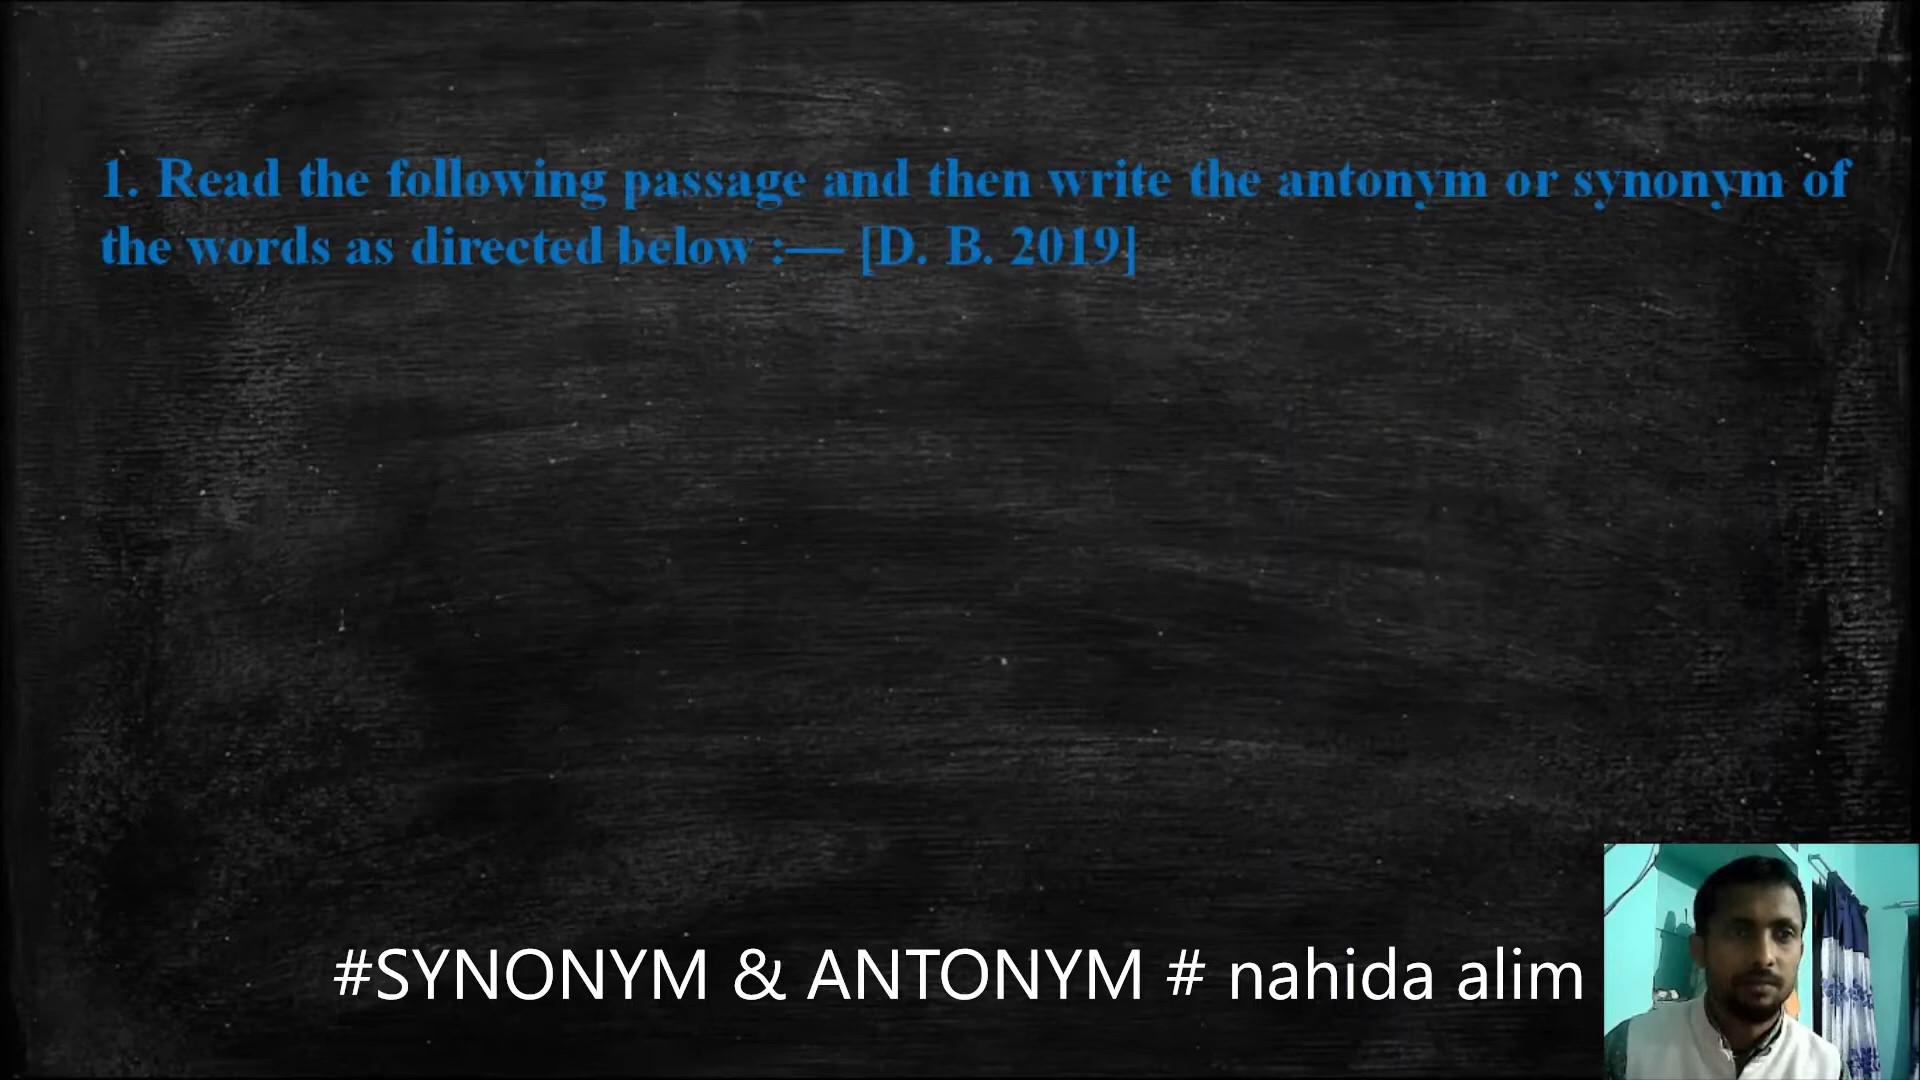 1. Read the following passage and then write the antonym or synonym of
the words as directed below :— [D. B. 2019]
#SYNONYM & ANTONYM # nahida alim